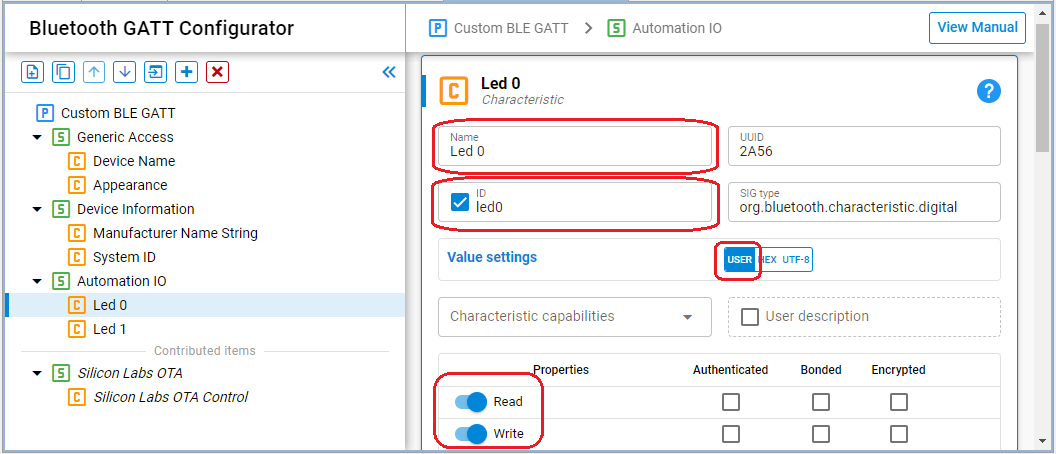 Bluetooth GATT Configurator
P Custom BLE GATT > S Automation IO
View Manual
P Custom BLE GATT
S Generic Access
C Device Name
C Appearance
S Device Information
C Manufacturer Name String
C System ID
S Automation IO
C Led 0
C Led 1
Contributed items
S Silicon Labs OTA
C Silicon Labs OTA Control
C Led 0
Characteristic
?
Name
Led 0
UUID
2A56
ID
led0
SIG type
org.bluetooth.characteristic.digital
Value settings
USER HEX UTF-8
Characteristic capabilities
User description
Properties Authenticated Bonded Encrypted
Read
Write